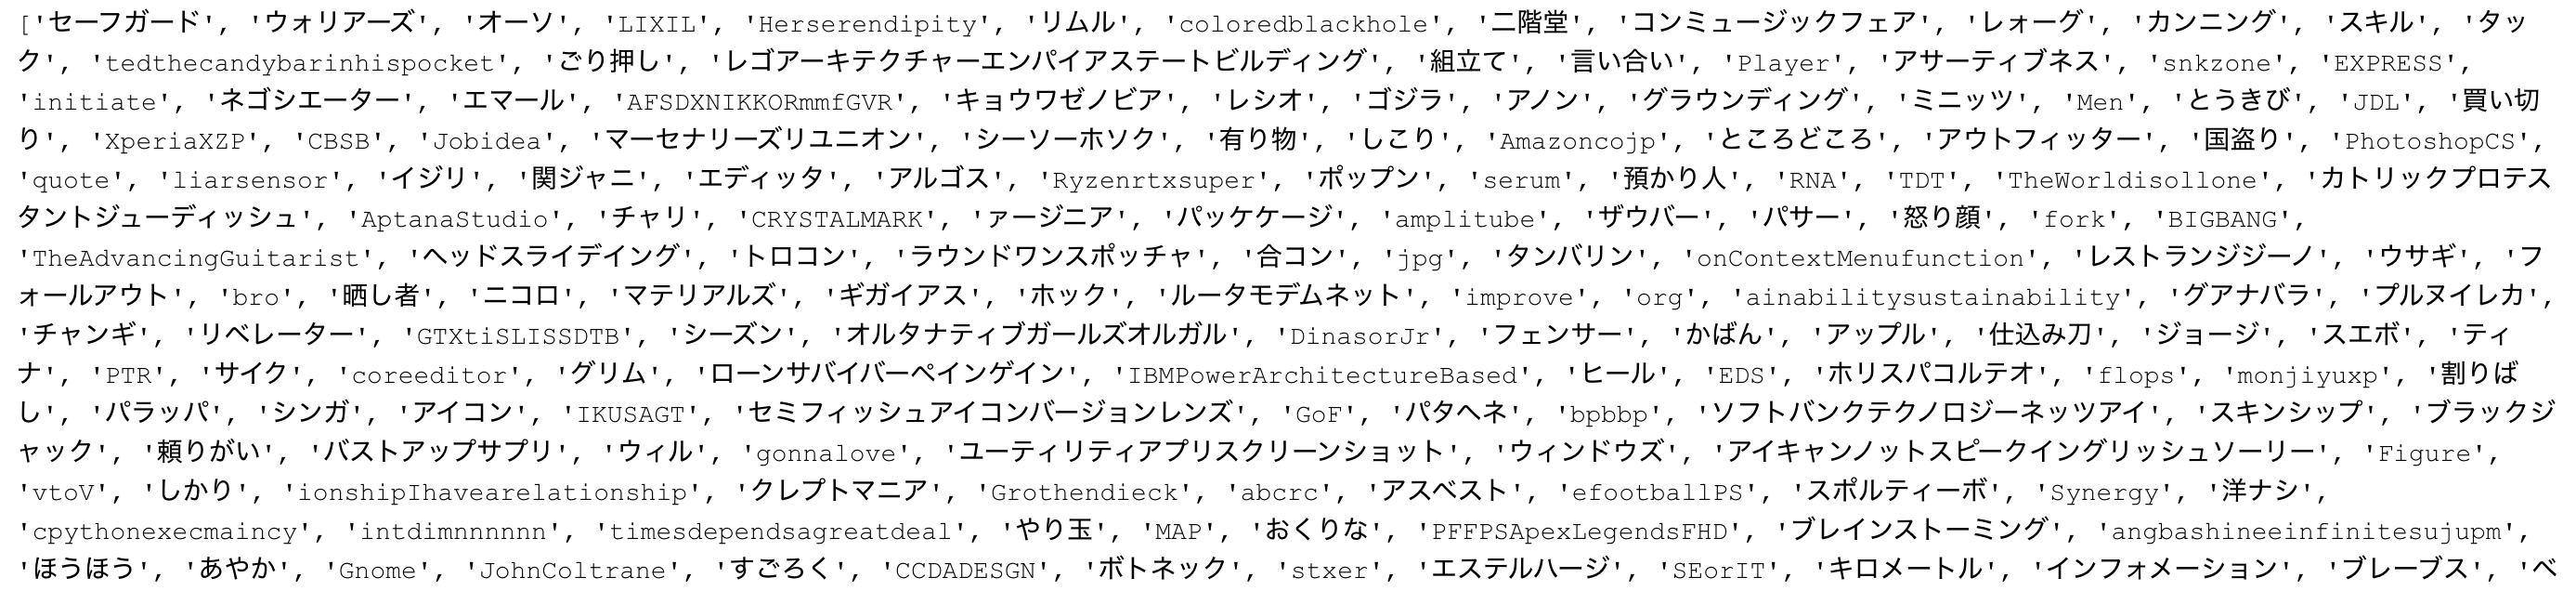 ['セーフガード', 'ウォリアーズ', 'オーソ', 'LIXIL', 'Herserendipity', 'リムル', 'coloredblackhole', '二階堂', 'コンミュージックフェア', 'レォーグ', 'カンニング', 'スキル', 'タッ
ク', 'tedthecandybarinhispocket', 'ごり押し', 'レゴアーキテクチャーエンパイアステートビルディング', '組立て', '言い合い', 'Player', 'アサーティブネス', 'snkzone', 'EXPRESS',
'initiate', 'ネゴシエーター', 'エマール', 'AFSDXNIKKORmmfGVR', 'キョウワゼノビア', 'レシオ', 'ゴジラ', 'アノン', 'グラウンディング', 'ミニッツ', 'Men', 'とうきび', 'JDL', '買い切
り', 'XperiaXZP', 'CBSB', 'Jobidea', 'マーセナリーズリユニオン', 'シーソーホソク', '有り物', 'しこり', 'Amazoncojp', 'ところどころ', 'アウトフィッター', '国盗り', 'PhotoshopCS',
'quote', 'liarsensor', 'イジリ', '関ジャニ', 'エディッタ', 'アルゴス', 'Ryzenrtxsuper', 'ポップン', 'serum', '預かり人', 'RNA', 'TDT', 'TheWorldisollone', 'カトリックプロテス
タントジューディッシュ', 'AptanaStudio', 'チャリ', 'CRYSTALMARK', 'ァージニア', 'パッケケージ', 'amplitube', 'ザウバー', 'パサー', '怒り顔', 'fork', 'BIGBANG',
'TheAdvancingGuitarist', 'ヘッドスライデイング', 'トロコン', 'ラウンドワンスポッチャ', '合コン', 'jpg', 'タンバリン', 'onContextMenufunction', 'レストランジジーノ', 'ウサギ', 'フ
ォールアウト', 'bro', '晒し者', 'ニコロ', 'マテリアルズ', 'ギガイアス', 'ホック', 'ルータモデムネット', 'improve', 'org', 'ainabilitysustainability', 'グアナバラ', 'プルヌイレカ',
'チャンギ', 'リベレーター', 'GTXtiSLISSDTB', 'シーズン', 'オルタナティブガールズオルガル', 'DinasorJr', 'フェンサー', 'かばん', 'アップル', '仕込み刀', 'ジョージ', 'スエボ', 'ティ
ナ', 'PTR', 'サイク', 'coreeditor', 'グリム', 'ローンサバイバーペインゲイン', 'IBMPowerArchitectureBased', 'ヒール', 'EDS', 'ホリスパコルテオ', 'flops', 'monjiyuxp', '割りば
し', 'パラッパ', 'シンガ', 'アイコン', 'IKUSAGT', 'セミフィッシュアイコンバージョンレンズ', 'GoF', 'パタヘネ', 'bpbbp', 'ソフトバンクテクノロジーネッツアイ', 'スキンシップ', 'ブラックジ
ャック', '頼りがい', 'バストアップサプリ', 'ウィル', 'gonnalove', 'ユーティリティアプリスクリーンショット', 'ウィンドウズ', 'アイキャンノットスピークイングリッシュソーリー', 'Figure',
'vtoV', 'しかり', 'ionshipIhavearelationship', 'クレプトマニア', 'Grothendieck', 'abcrc', 'アスベスト', 'efootballPS', 'スポルティーボ', 'Synergy', '洋ナシ',
'cpythonexecmaincy', 'intdimnnnnnn', 'timesdependsagreatdeal', 'やり玉', 'MAP', 'おくりな', 'PFFPSApexLegendsFHD', 'ブレインストーミング', 'angbashineeinfinitesujupm',
'ほうほう', 'あやか', 'Gnome', 'JohnColtrane', 'すごろく', 'CCDADESGN', 'ボトネック', 'stxer', 'エステルハージ', 'SEorIT', 'キロメートル', 'インフォメーション', 'ブレーブス', 'ベ